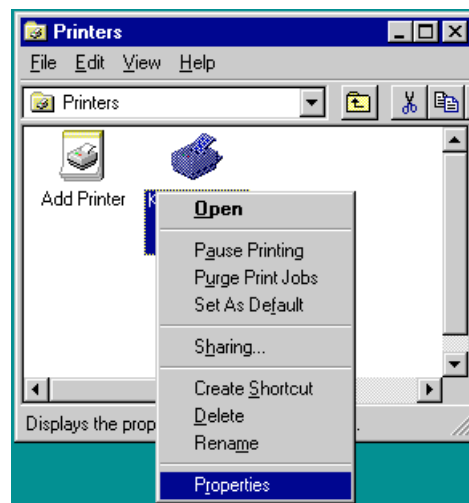 Printers
File Edit View Help
Printers
Add Printer
Open
Pause Printing
Purge Print Jobs
Set As Default
Sharing...
Create Shortcut
Delete
Rename
Displays the prop
Properties